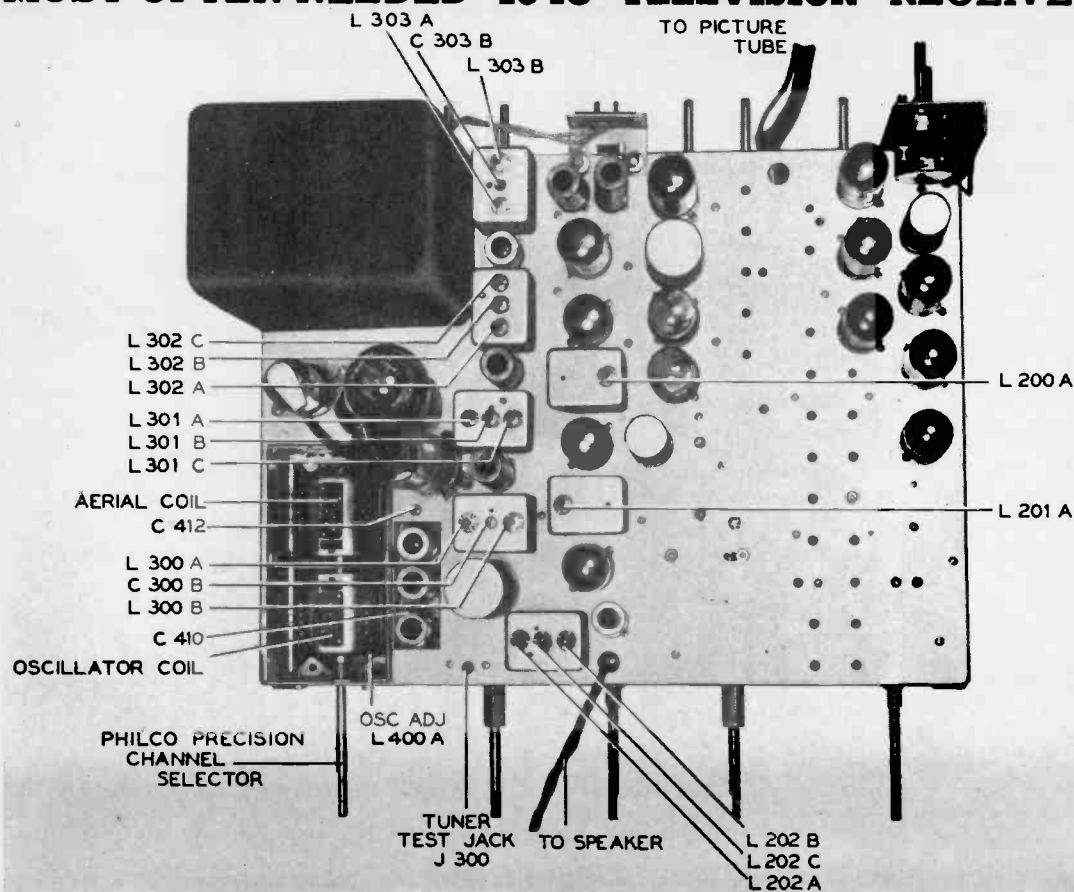 L 303 A
C 303 B
L 303 B
TO PICTURE
TUBE
L 302 C
L 302 B
L 302 A
L 301 A
L 301 B
L 301 C
AERIAL COIL
C 412
L 300 A
C 300 B
L 300 B
C 410
OSCILLATOR COIL
L 200 A
L 201 A
OSC ADJ
L 400 A
PHILCO PRECISION
CHANNEL
SELECTOR
TUNER
TEST JACK
J 300
TO SPEAKER
L 202 B
L 202 C
L 202 A